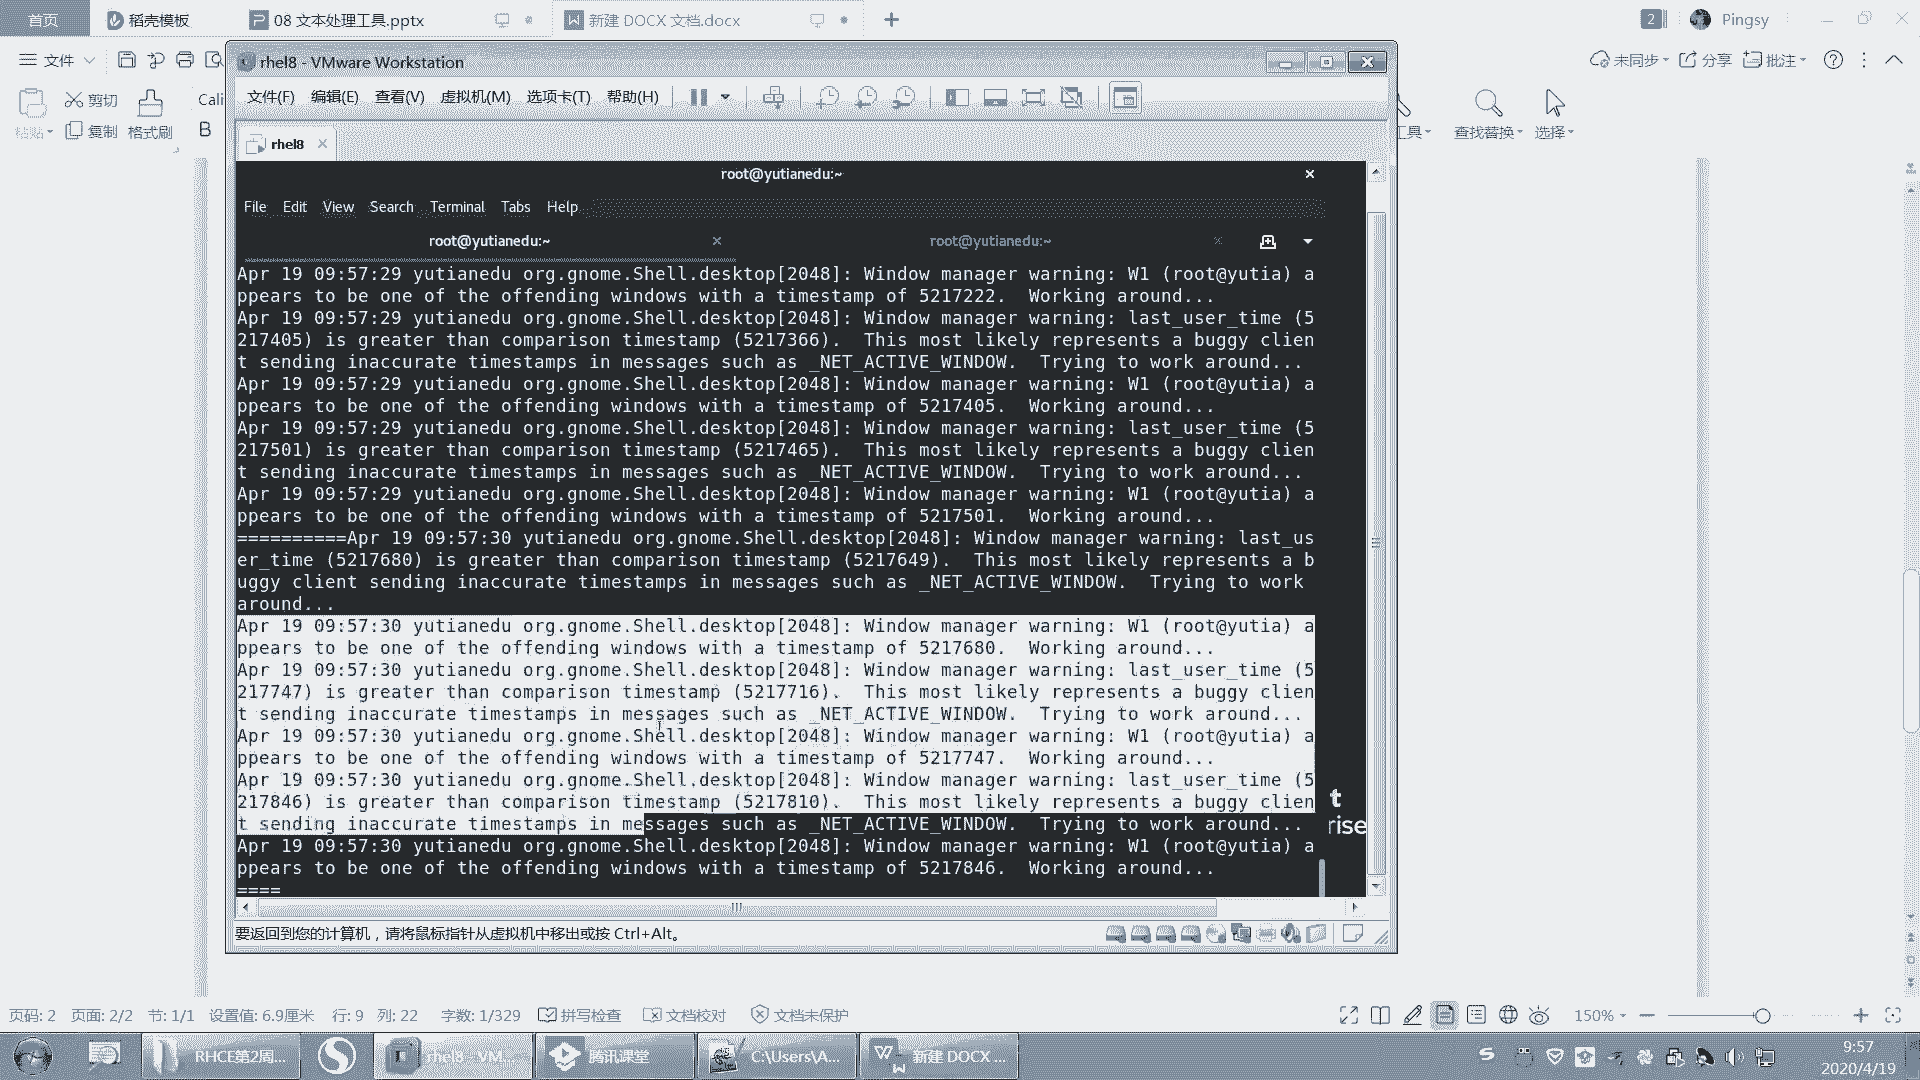 首页
稻壳模板
08 文本处理工具.pptx
新建 DOCX 文档.docx
2
Pingsy
文件
未同步
分享
批注
剪切
复制
粘贴
格式刷
Cali
B
工具
查找替换
选择
rhel8 - VMware Workstation
文件(F) 编辑(E) 查看(V) 虚拟机(M) 选项卡(T) 帮助(H)
rhel8
root@yutianedu:~
File Edit View Search Terminal Tabs Help
root@yutianedu:~
root@yutianedu:~
Apr 19 09:57:29 yutianedu org.gnome.Shell.desktop[2048]: Window manager warning: W1 (root@yutia) a
ppears to be one of the offending windows with a timestamp of 5217222.  Working around...
Apr 19 09:57:29 yutianedu org.gnome.Shell.desktop[2048]: Window manager warning: last_user_time (5
217405) is greater than comparison timestamp (5217366).  This most likely represents a buggy clien
t sending inaccurate timestamps in messages such as _NET_ACTIVE_WINDOW.  Trying to work around...
Apr 19 09:57:29 yutianedu org.gnome.Shell.desktop[2048]: Window manager warning: W1 (root@yutia) a
ppears to be one of the offending windows with a timestamp of 5217405.  Working around...
Apr 19 09:57:29 yutianedu org.gnome.Shell.desktop[2048]: Window manager warning: last_user_time (5
217501) is greater than comparison timestamp (5217465).  This most likely represents a buggy clien
t sending inaccurate timestamps in messages such as _NET_ACTIVE_WINDOW.  Trying to work around...
Apr 19 09:57:29 yutianedu org.gnome.Shell.desktop[2048]: Window manager warning: W1 (root@yutia) a
ppears to be one of the offending windows with a timestamp of 5217501.  Working around...
==========Apr 19 09:57:30 yutianedu org.gnome.Shell.desktop[2048]: Window manager warning: last_us
er_time (5217680) is greater than comparison timestamp (5217649).  This most likely represents a b
uggy client sending inaccurate timestamps in messages such as _NET_ACTIVE_WINDOW.  Trying to work
around...
Apr 19 09:57:30 yutianedu org.gnome.Shell.desktop[2048]: Window manager warning: W1 (root@yutia) a
ppears to be one of the offending windows with a timestamp of 5217680.  Working around...
Apr 19 09:57:30 yutianedu org.gnome.Shell.desktop[2048]: Window manager warning: last_user_time (5
217747) is greater than comparison timestamp (5217716).  This most likely represents a buggy clien
t sending inaccurate timestamps in messages such as _NET_ACTIVE_WINDOW.  Trying to work around...
Apr 19 09:57:30 yutianedu org.gnome.Shell.desktop[2048]: Window manager warning: W1 (root@yutia) a
ppears to be one of the offending windows with a timestamp of 5217747.  Working around...
Apr 19 09:57:30 yutianedu org.gnome.Shell.desktop[2048]: Window manager warning: last_user_time (5
217846) is greater than comparison timestamp (5217810).  This most likely represents a buggy clien
t sending inaccurate timestamps in messages such as _NET_ACTIVE_WINDOW.  Trying to work around...
Apr 19 09:57:30 yutianedu org.gnome.Shell.desktop[2048]: Window manager warning: W1 (root@yutia) a
ppears to be one of the offending windows with a timestamp of 5217846.  Working around...
====
t
rise
要返回到您的计算机，请将鼠标指针从虚拟机中移出或按 Ctrl+Alt。
页码: 2 页面: 2/2 节: 1/1 设置值: 6.9厘米 行: 9 列: 22 字数: 1/329 拼写检查 文档校对 文档未保护
150%
RHCE第2周...
rhel8 - VM...
腾讯课堂
C:\Users\A...
新建 DOCX ...
9:57
2020/4/19